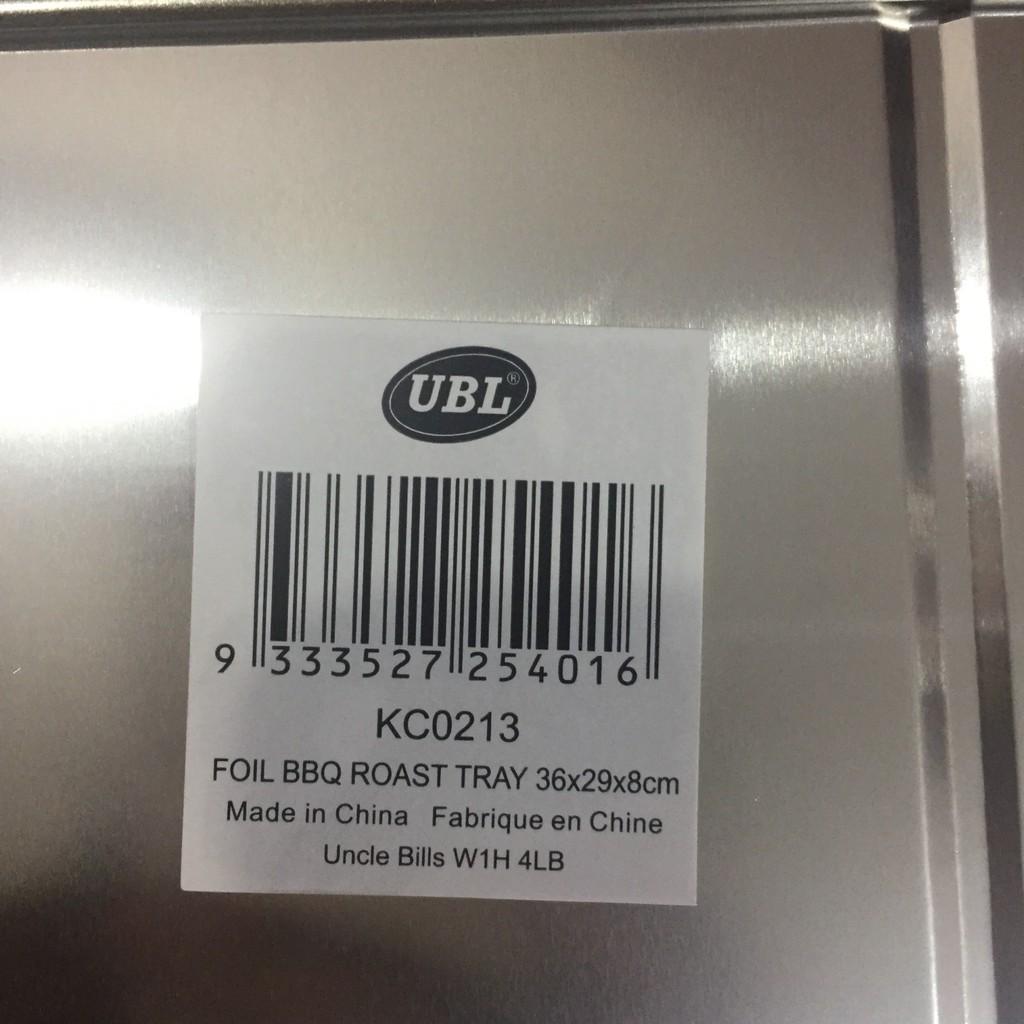 UBL®
9 333527 254016
KC0213
FOIL BBQ ROAST TRAY 36x29x8cm
Made in China Fabrique en Chine
Uncle Bills W1H 4LB